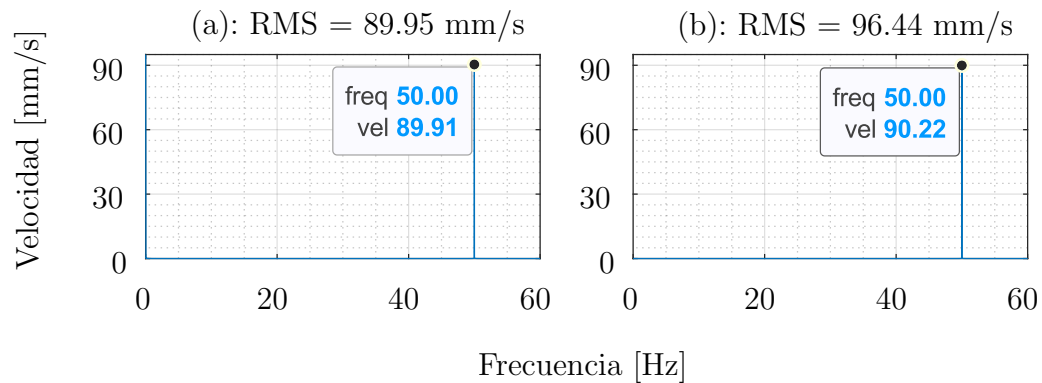 (a): RMS = 89.95 mm/s
(b): RMS = 96.44 mm/s
Velocidad [mm/s]
90
60
30
0
freq 50.00
vel 89.91
0
20
40
60
90
60
30
0
freq 50.00
vel 90.22
0
20
40
60
Frecuencia [Hz]